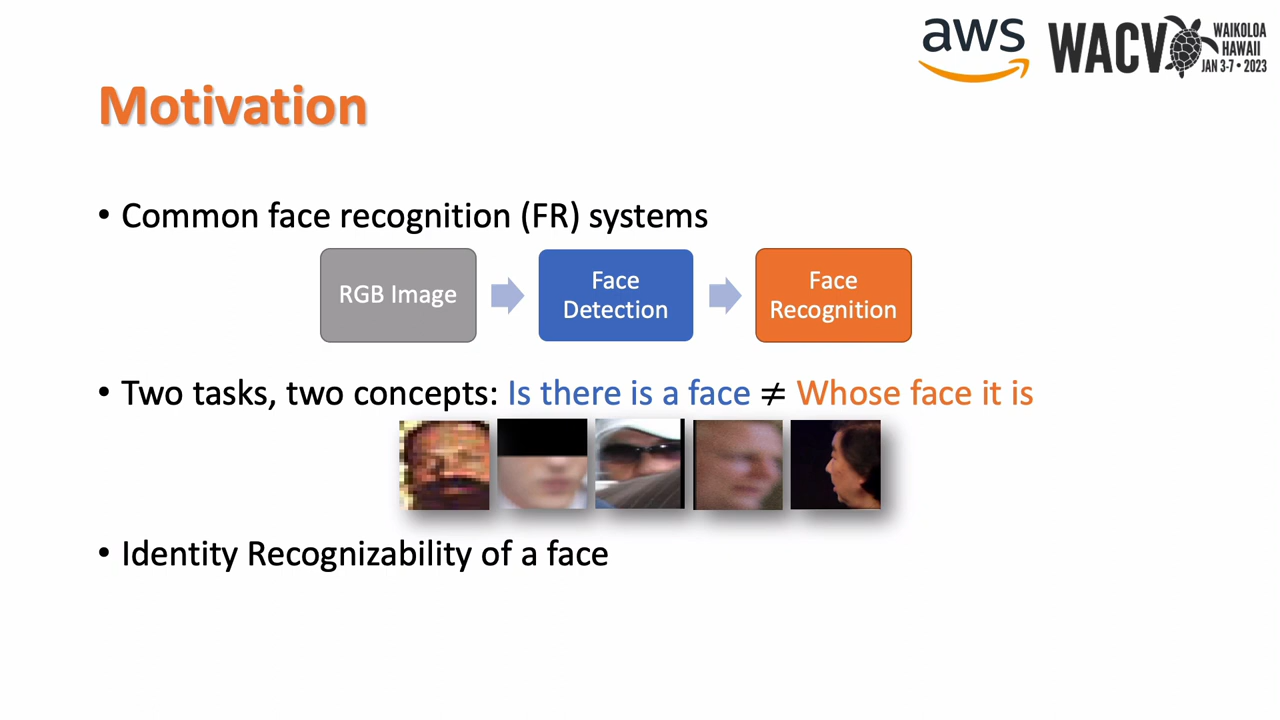 aws
WACV
WAIKOLOA
HAWAII
JAN 3-7 • 2023
Motivation
• Common face recognition (FR) systems
RGB Image
Face
Detection
Face
Recognition
• Two tasks, two concepts: Is there is a face ≠ Whose face it is
• Identity Recognizability of a face